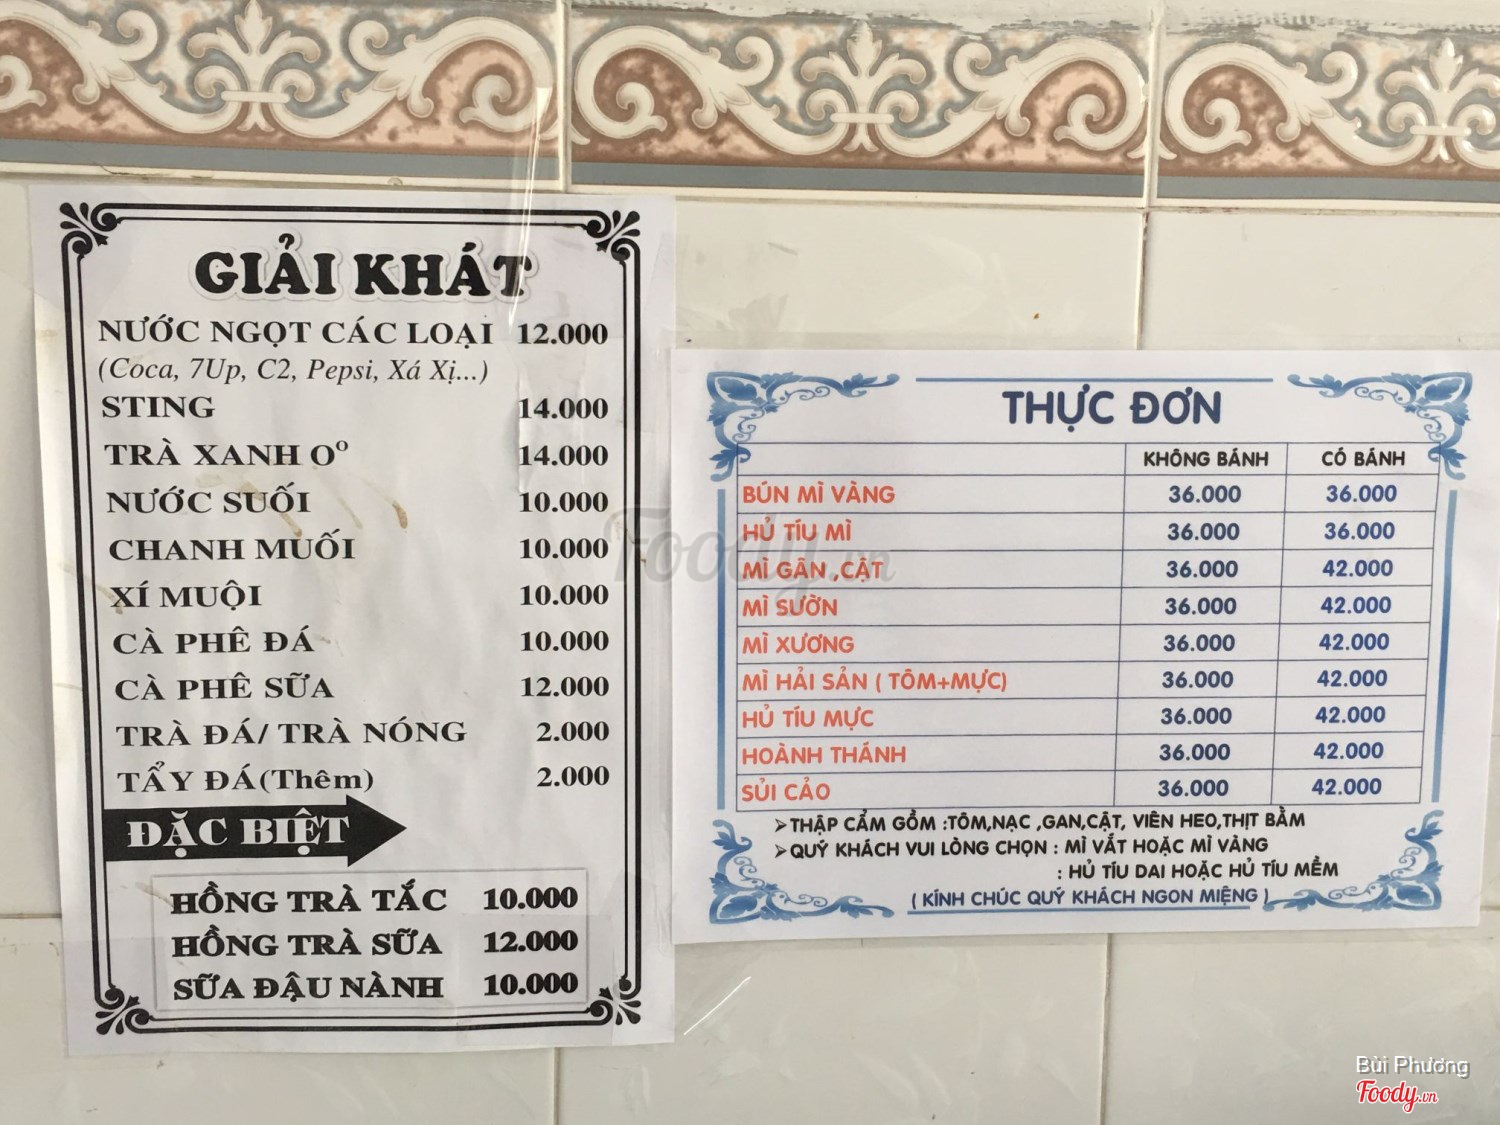 GIẢI KHÁT
NƯỚC NGỌT CÁC LOẠI 12.000
(Coca, 7Up, C2, Pepsi, Xá Xị...)
STING 14.000
TRÀ XANH Oº 14.000
NƯỚC SUỐI 10.000
CHANH MUỐI 10.000
XÍ MUỘI 10.000
CÀ PHÊ ĐÁ 10.000
CÀ PHÊ SỮA 12.000
TRÀ ĐÁ/ TRÀ NÓNG 2.000
TẨY ĐÁ(Thêm) 2.000
ĐẶC BIỆT
HỒNG TRÀ TẮC 10.000
HỒNG TRÀ SỮA 12.000
SỮA ĐẬU NÀNH 10.000
THỰC ĐƠN
KHÔNG BÁNH CÓ BÁNH
BÚN MÌ VÀNG 36.000 36.000
HỦ TÍU MÌ 36.000 36.000
MÌ GÂN ,CẬT 36.000 42.000
MÌ SƯỜN 36.000 42.000
MÌ XƯƠNG 36.000 42.000
MÌ HẢI SẢN ( TÔM+MỰC) 36.000 42.000
HỦ TÍU MỰC 36.000 42.000
HOÀNH THÁNH 36.000 42.000
SỦI CẢO 36.000 42.000
➢THẬP CẨM GỒM :TÔM,NẠC ,GAN,CẬT, VIÊN HEO,THỊT BẰM
➢QUÝ KHÁCH VUI LÒNG CHỌN : MÌ VẮT HOẶC MÌ VÀNG
: HỦ TÍU DAI HOẶC HỦ TÍU MỀM
( KÍNH CHÚC QUÝ KHÁCH NGON MIỆNG )
Foody.vn
Bùi Phương
Foody.vn